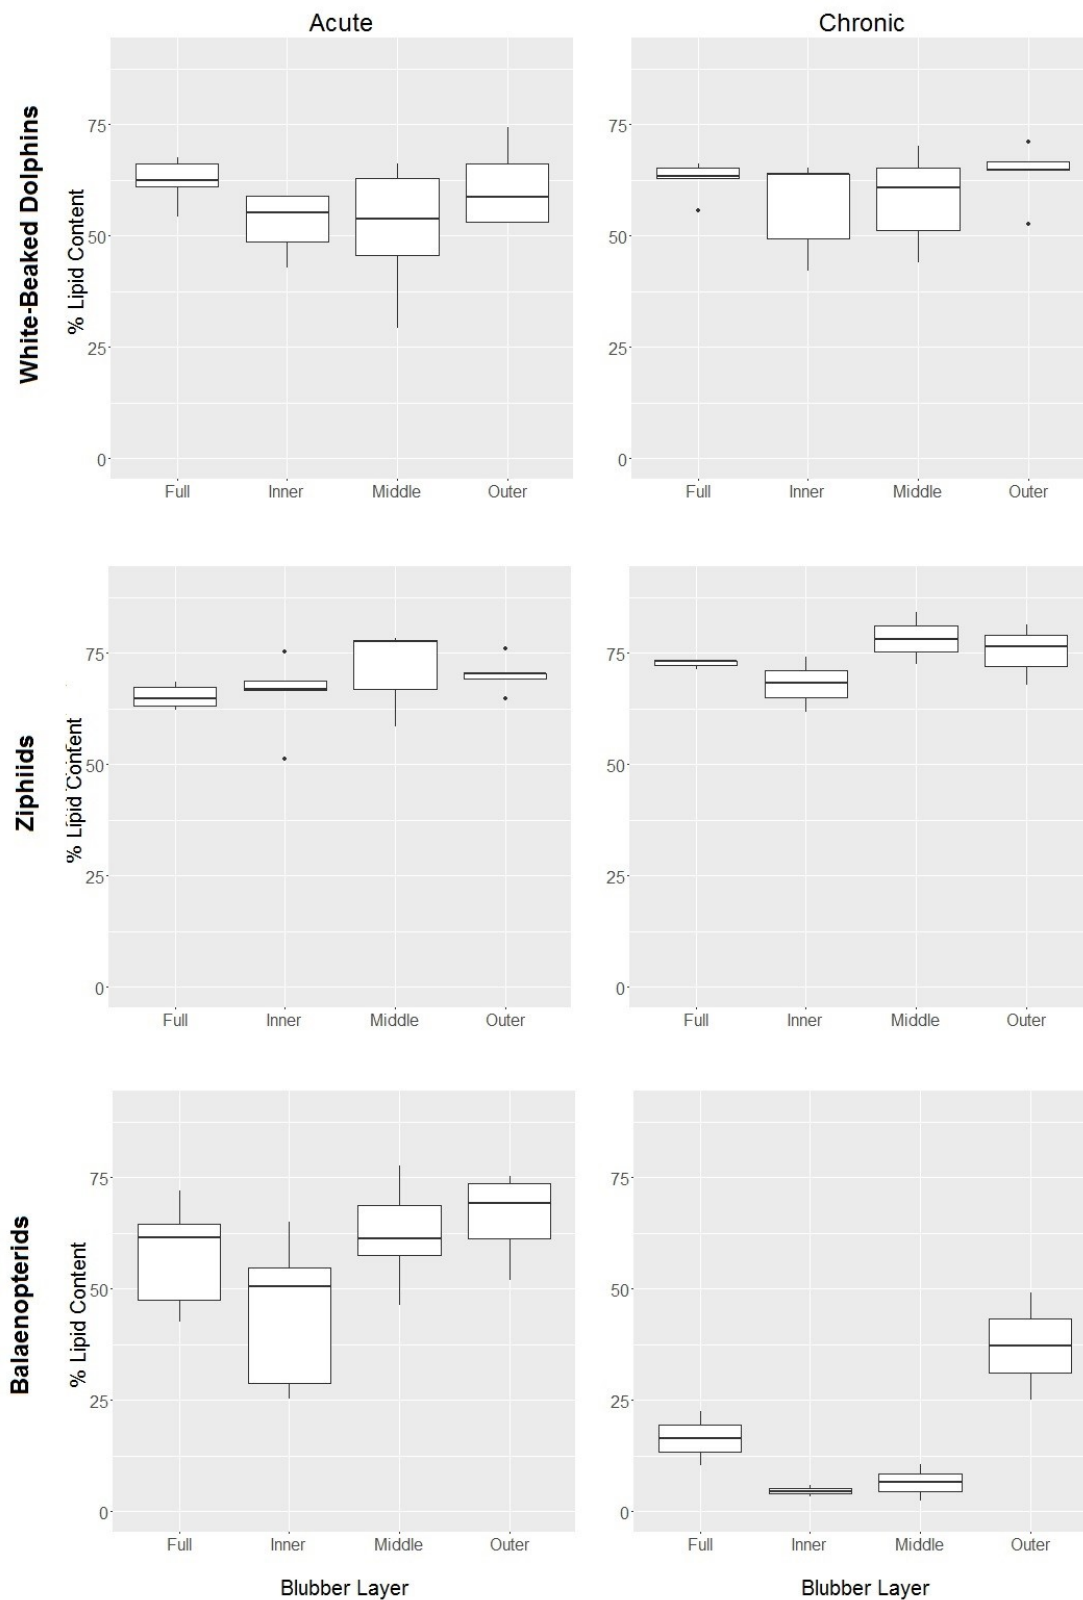 Acute
Chronic
White-Beaked Dolphins
% Lipid Content
75
50
25
0
Full
Inner
Middle
Outer
75
50
25
0
Full
Inner
Middle
Outer
Ziphiids
% Lipid Content
75
50
25
0
Full
Inner
Middle
Outer
75
50
25
0
Full
Inner
Middle
Outer
Balaenopterids
% Lipid Content
75
50
25
0
Full
Inner
Middle
Outer
Blubber Layer
75
50
25
0
Full
Inner
Middle
Outer
Blubber Layer